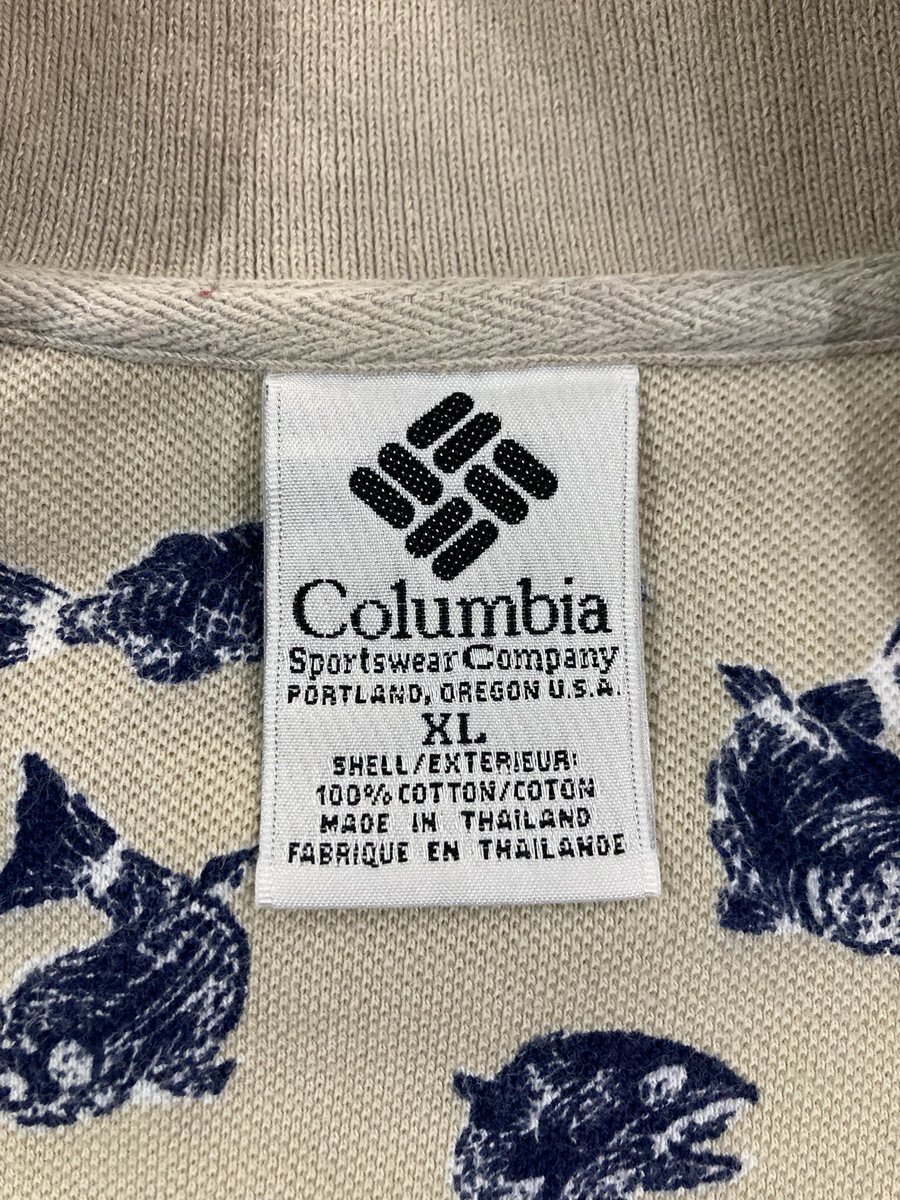 Columbia
Sportswear Company
PORTLAND, OREGON U.S.A.
XL
SHELL/EXTERIEUR:
100% COTTON/COTON
MADE IN THAILAND
FABRIQUE EN THAILANDE